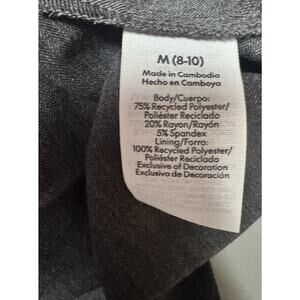 M (8-10)
Made in Cambodia
Hecho en Camboya
Body/Cuerpo:
75% Recycled Polyester/
Poliéster Reciclado
20% Rayon/Rayón
5% Spandex
Lining/Forro:
100% Recycled Polyester/
Poliéster Reciclado
Exclusive of Decoration
Exclusiva de Decoración